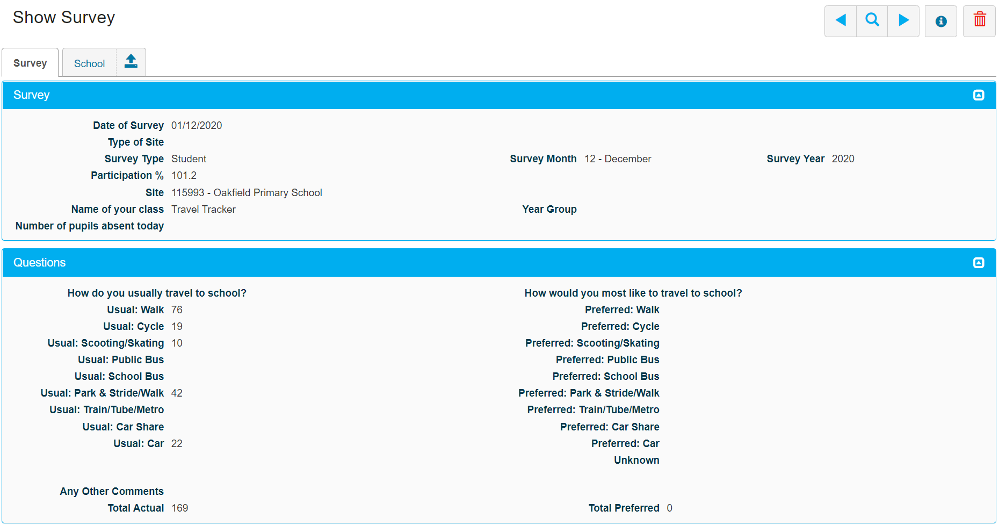 Show Survey
Survey School
Survey
Date of Survey 01/12/2020
Type of Site
Survey Type Student Survey Month 12 - December Survey Year 2020
Participation % 101.2
Site 115993 - Oakfield Primary School
Name of your class Travel Tracker Year Group
Number of pupils absent today
Questions
How do you usually travel to school? How would you most like to travel to school?
Usual: Walk 76 Preferred: Walk
Usual: Cycle 19 Preferred: Cycle
Usual: Scooting/Skating 10 Preferred: Scooting/Skating
Usual: Public Bus Preferred: Public Bus
Usual: School Bus Preferred: School Bus
Usual: Park & Stride/Walk 42 Preferred: Park & Stride/Walk
Usual: Train/Tube/Metro Preferred: Train/Tube/Metro
Usual: Car Share Preferred: Car Share
Usual: Car 22 Preferred: Car
Unknown
Any Other Comments
Total Actual 169 Total Preferred 0